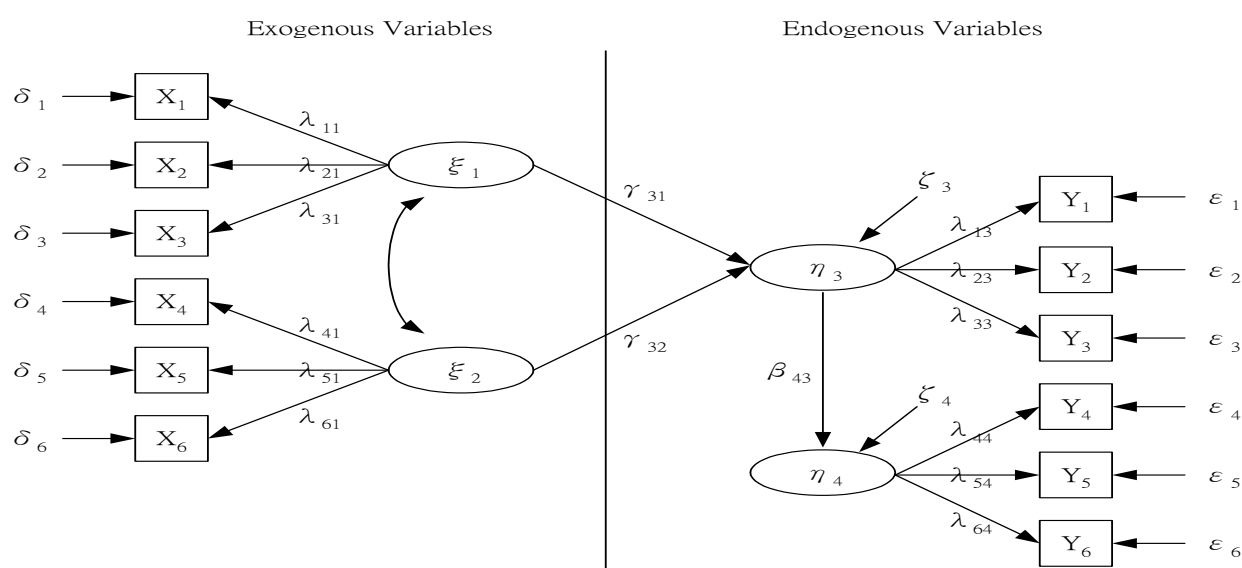 Exogenous Variables
Endogenous Variables
δ1
X1
λ11
δ2
X2
λ21
ξ1
δ3
X3
λ31
δ4
X4
λ41
δ5
X5
λ51
ξ2
δ6
X6
λ61
γ31
γ32
ζ3
η3
λ13
Y1
ε1
λ23
Y2
ε2
λ33
Y3
ε3
β43
ζ4
η4
λ44
Y4
ε4
λ54
Y5
ε5
λ64
Y6
ε6